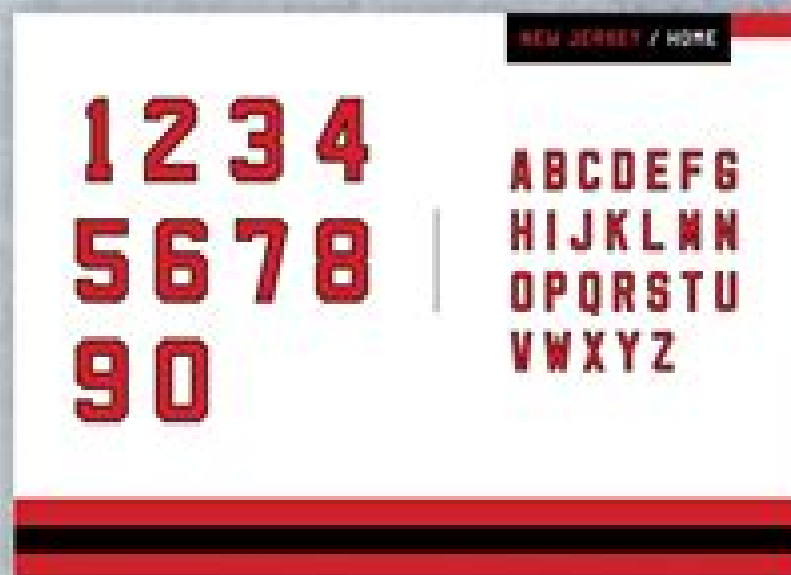 NEW JERSEY / HOME
1234
5678
90
ABCDEFG
HIJKLMN
OPQRSTU
VWXYZ